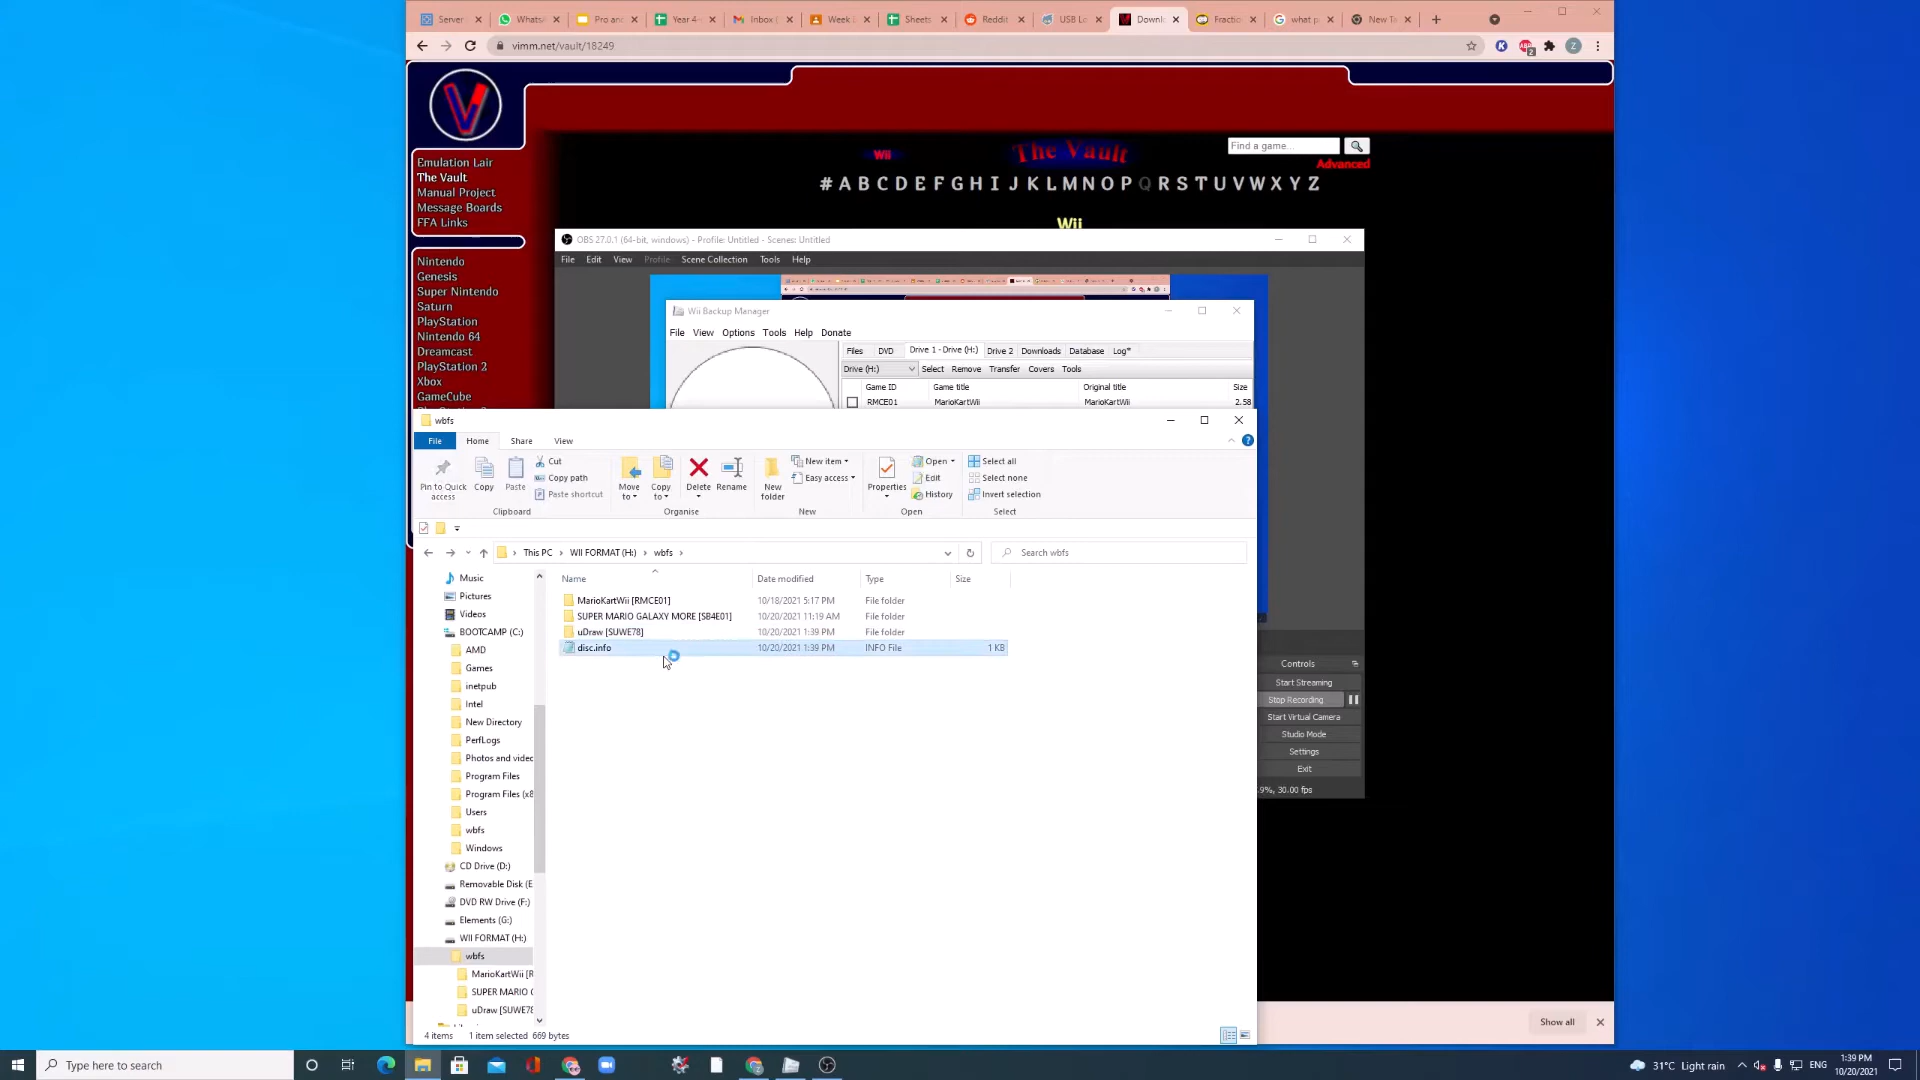 Server
WhatsA
Pro an
Year 4-
Inbox (
Week
Sheets
Reddit
USB Lo
Downl
Fractio
what p
New T
vimm.net/vault/18249
Z
V
Emulation Lair
The Vault
Manual Project
Message Boards
FFA Links
Wii
The Vault
Find a game...
Advanced
# A B C D E F G H I J K L M N O P Q R S T U V W X Y Z
Wii
Nintendo
Genesis
Super Nintendo
Saturn
PlayStation
Nintendo 64
Dreamcast
PlayStation 2
Xbox
GameCube
OBS 27.0.1 (64-bit, windows) - Profile: Untitled - Scenes: Untitled
File Edit View Profile Scene Collection Tools Help
Wii Backup Manager
File View Options Tools Help Donate
Files DVD Drive 1 - Drive (H:) Drive 2 Downloads Database Log*
Drive (H:) Select Remove Transfer Covers Tools
Game ID Game title Original title Size
RMCE01 MarioKartWii MarioKartWii 2.58
wbfs
File Home Share View
Pin to Quick access
Copy
Paste
Cut
Copy path
Paste shortcut
Clipboard
Move to
Copy to
Delete
Rename
Organise
New folder
New item
Easy access
New
Properties
Open
Edit
History
Open
Select all
Select none
Invert selection
Select
This PC > WII FORMAT (H:) > wbfs >
Search wbfs
Name Date modified Type Size
MarioKartWii [RMCE01] 10/18/2021 5:17 PM File folder
SUPER MARIO GALAXY MORE [SB4E01] 10/20/2021 11:19 AM File folder
uDraw [SUWE78] 10/20/2021 1:39 PM File folder
disc.info 10/20/2021 1:39 PM INFO File 1 KB
Music
Pictures
Videos
BOOTCAMP (C:)
AMD
Games
inetpub
Intel
New Directory
PerfLogs
Photos and videc
Program Files
Program Files (x8
Users
wbfs
Windows
CD Drive (D:)
Removable Disk (E
DVD RW Drive (F:)
Elements (G:)
WII FORMAT (H:)
wbfs
MarioKartWii [R
SUPER MARIO G
uDraw [SUWE78
4 items 1 item selected 669 bytes
Controls
Start Streaming
Stop Recording
Start Virtual Camera
Studio Mode
Settings
Exit
.9%, 30.00 fps
Show all
Type here to search
31°C Light rain
ENG
1:39 PM
10/20/2021